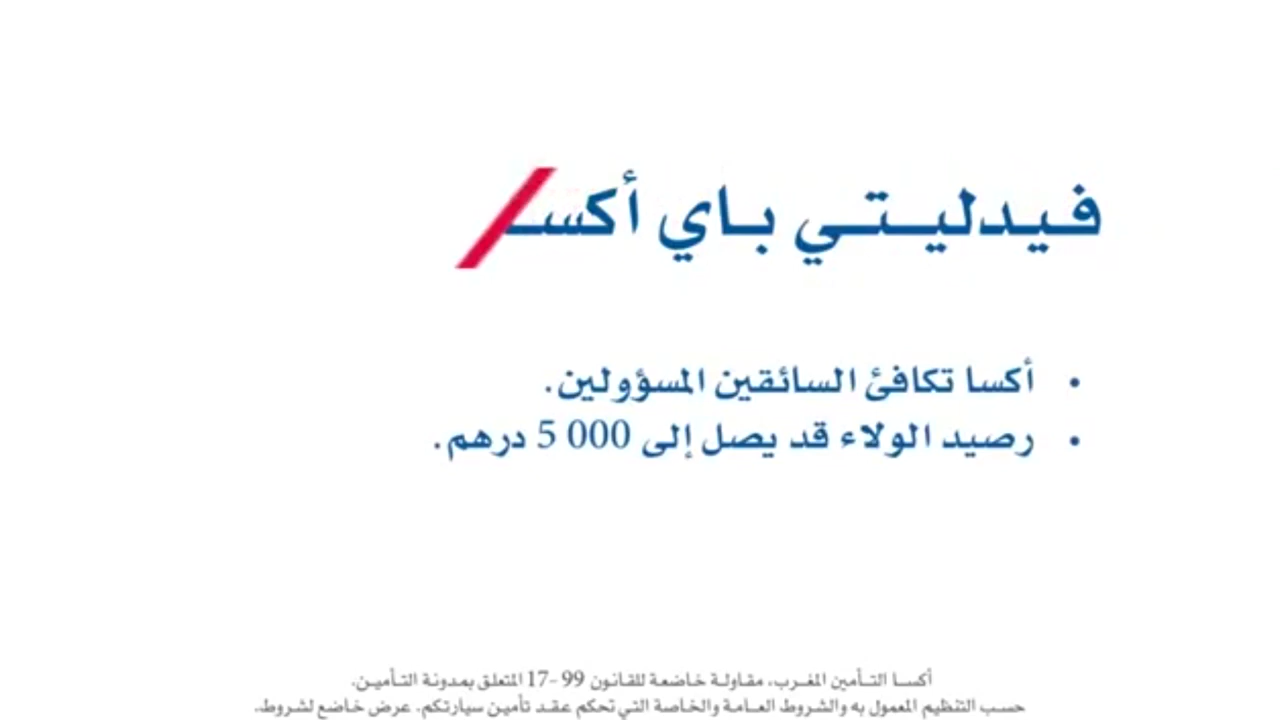 فيدليتي باي أكسا
أكسا تكافئ السائقين المسؤولين.
رصيد الولاء قد يصل إلى 000 5 درهم.
أكسا التأمين المغرب، مقاولة خاضعة للقانون 99-17 المتعلق بمدونة التأمين.
حسب التنظيم المعمول به والشروط العامة والخاصة التي تحكم عقد تأمين سيارتكم. عرض خاضع لشروط.